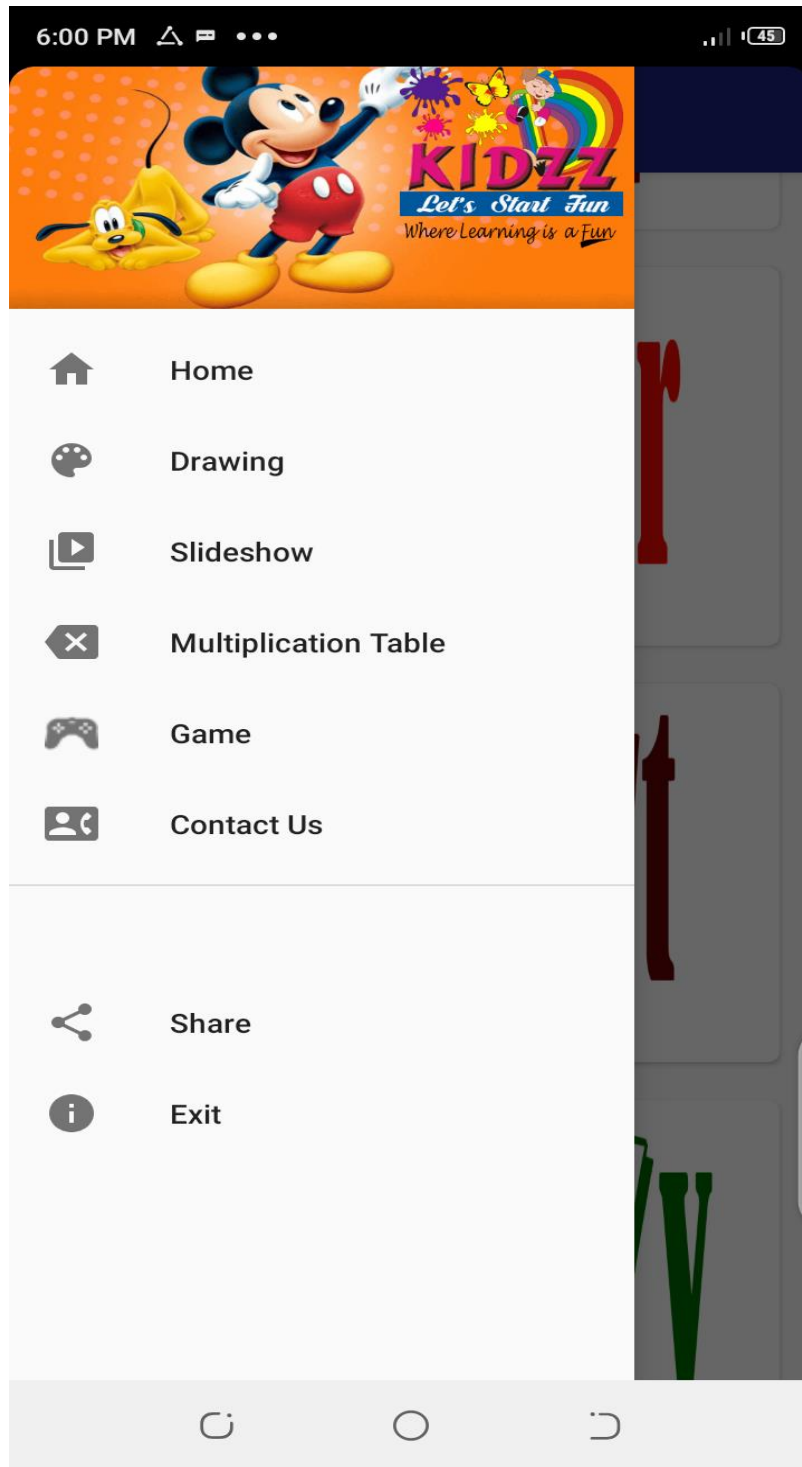 6:00 PM
45
KIDZZ
Let's Start Fun
Where Learning is a Fun
Home
r
Drawing
Slideshow
Multiplication Table
Game
t
Contact Us
Share
Exit
v